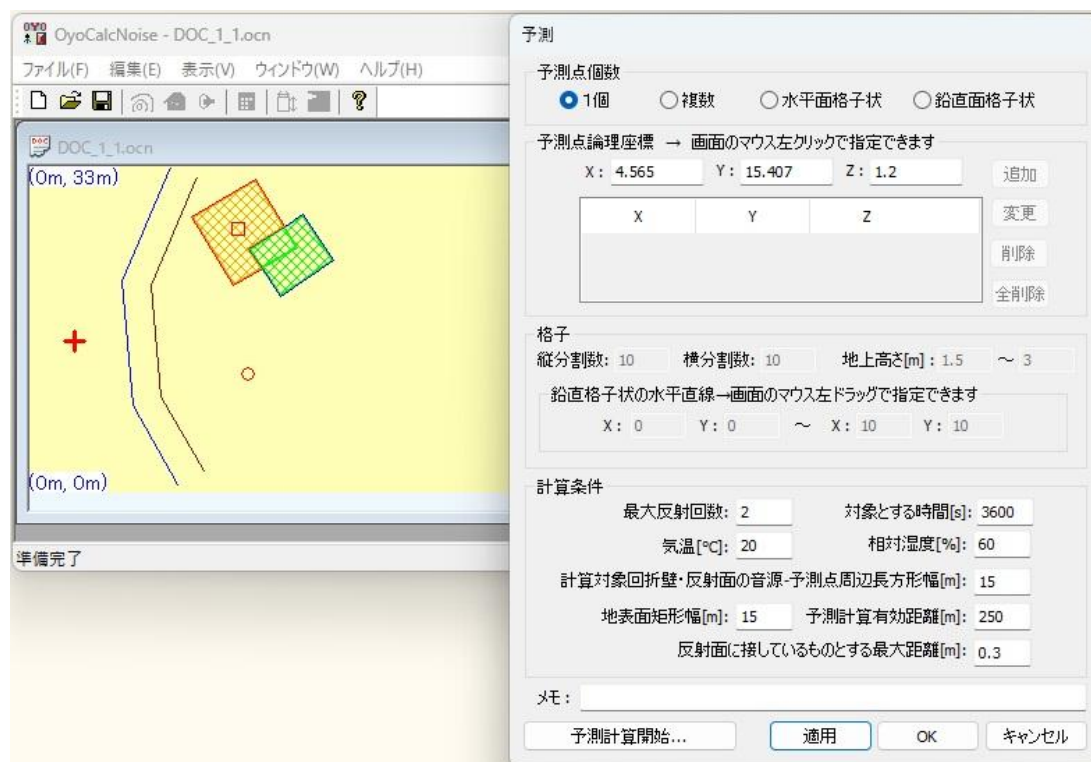 OyoCalcNoise - DOC_1_1.ocn
ファイル(F) 編集(E) 表示(V) ウィンドウ(W) ヘルプ(H)
DOC_1_1.ocn
(0m, 33m)
(0m, 0m)
準備完了
予測
予測点個数
1個 複数 水平面格子状 鉛直面格子状
予測点論理座標 → 画面のマウス左クリックで指定できます
X: 4.565 Y: 15.407 Z: 1.2 追加
X Y Z 変更
削除
全削除
格子
縦分割数: 10 横分割数: 10 地上高さ[m] : 1.5 ～ 3
鉛直格子状の水平直線→画面のマウス左ドラッグで指定できます
X: 0 Y: 0 ～ X: 10 Y: 10
計算条件
最大反射回数: 2 対象とする時間[s]: 3600
気温[℃]: 20 相対湿度[%]: 60
計算対象回折壁・反射面の音源-予測点周辺長方形幅[m]: 15
地表面矩形幅[m]: 15 予測計算有効距離[m]: 250
反射面に接しているものとする最大距離[m]: 0.3
メモ:
予測計算開始... 適用 OK キャンセル